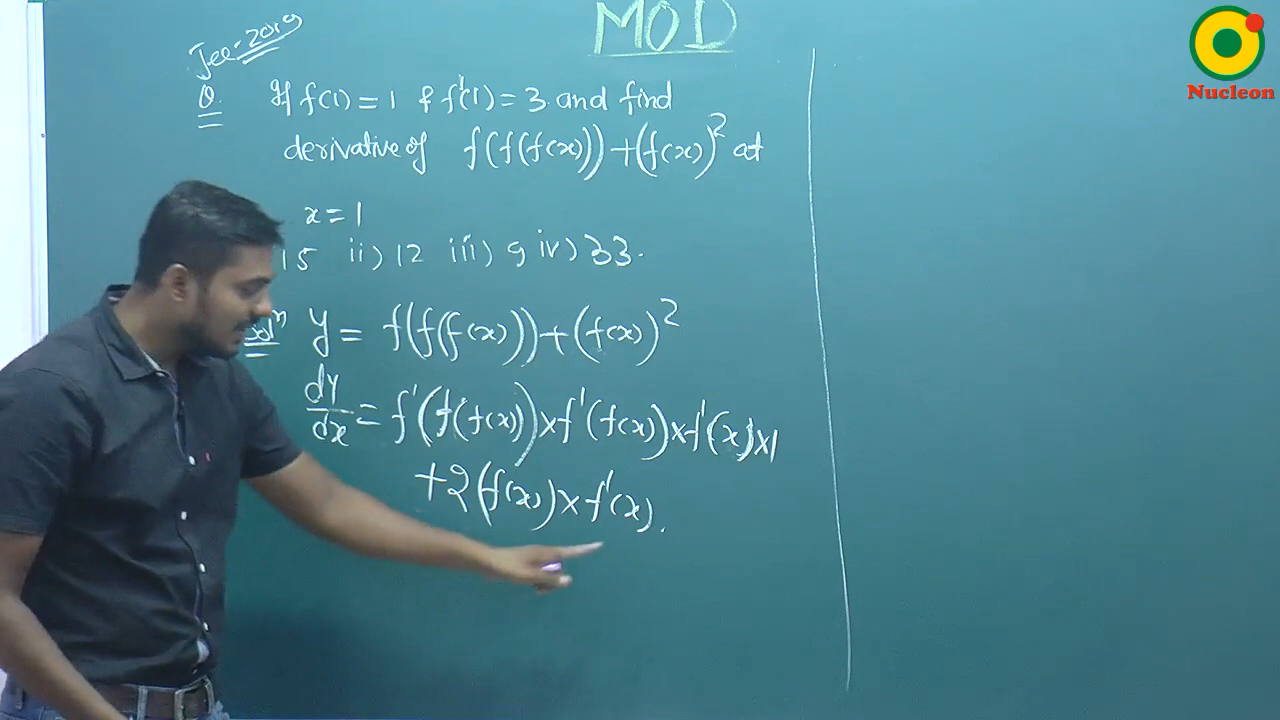 MOD
Jee-2019
Nucleon
Q. If f(1) = 1 & f'(1) = 3 and find
derivative of f(f(f(x))) + (f(x))² at
x = 1
15 ii) 12 iii) 9 iv) 33.
y = f(f(f(x))) + (f(x))²
dy/dx = f'(f(f(x))) × f'(f(x)) × f'(x) × 1
+ 2(f(x)) × f'(x).